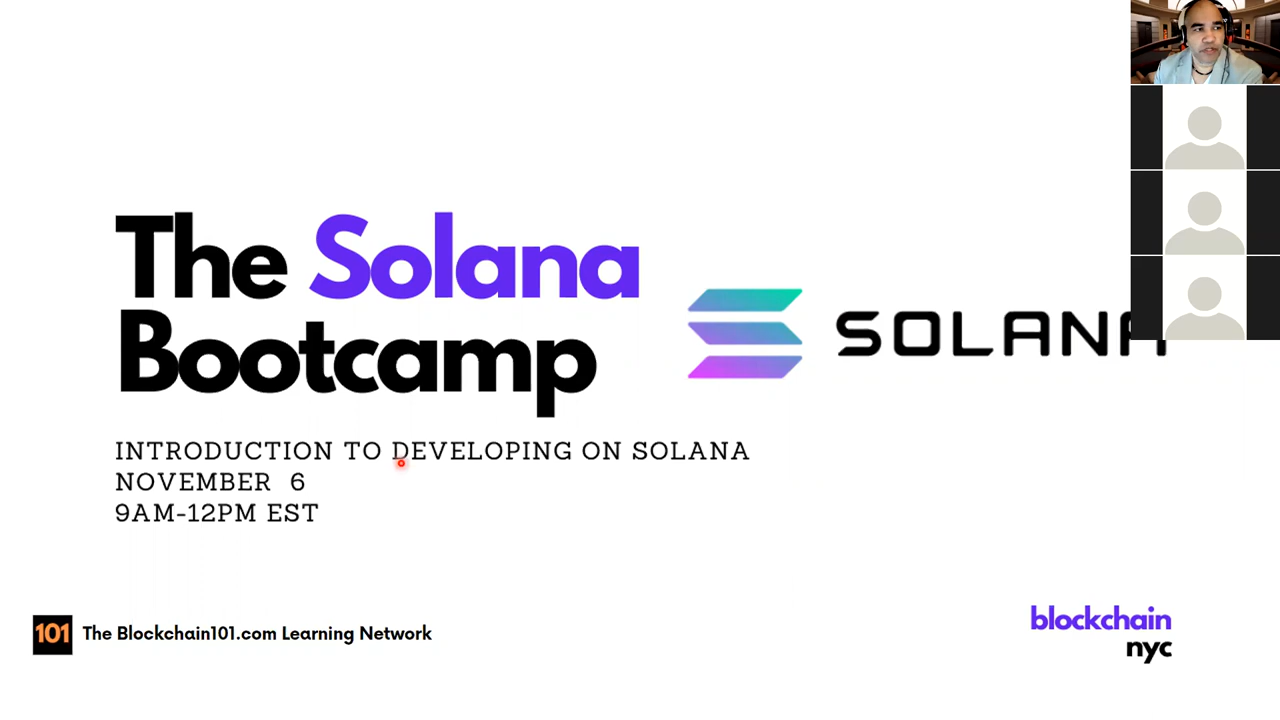 The Solana
Bootcamp
SOLANA
INTRODUCTION TO DEVELOPING ON SOLANA
NOVEMBER 6
9AM-12PM EST
101 The Blockchain101.com Learning Network
blockchain
nyc